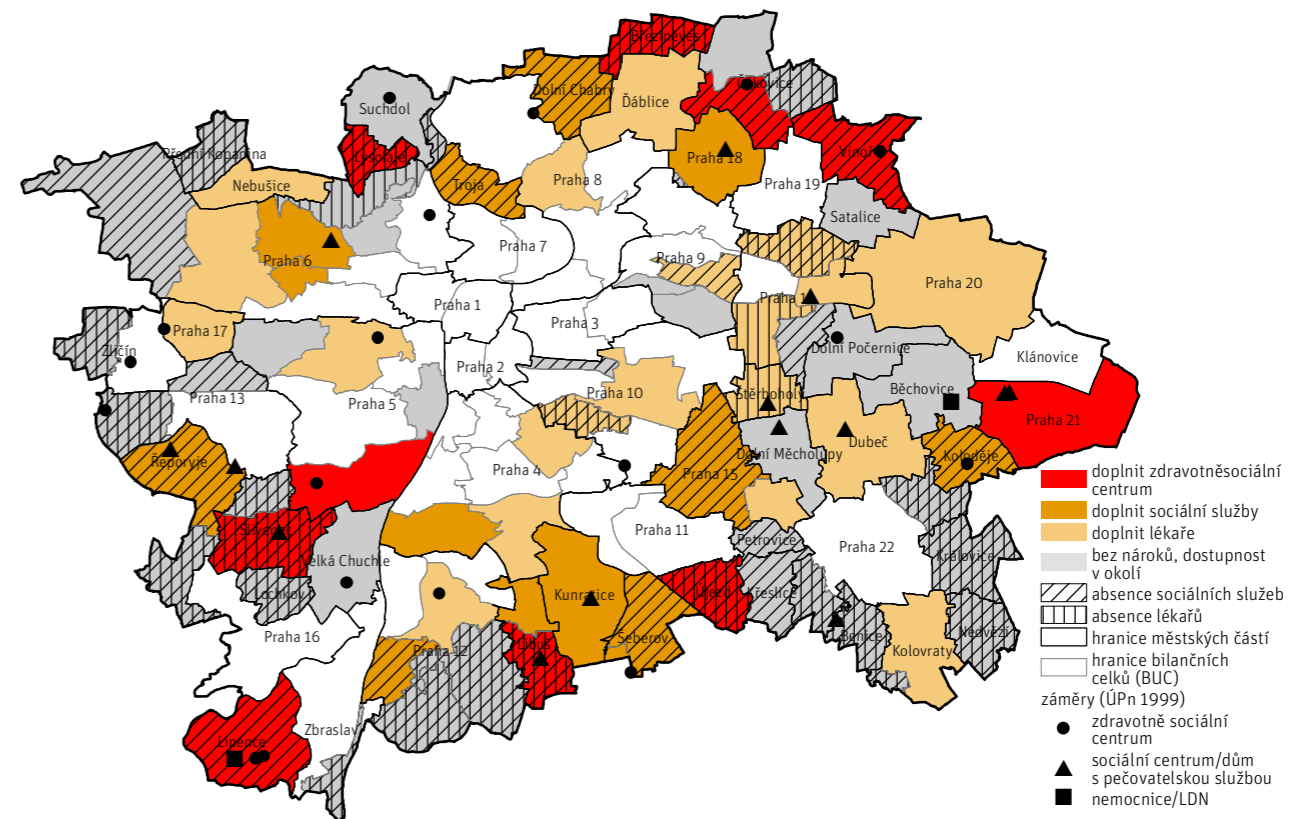 Březiněves
Dolní Chabry
Ďáblice
Čakovice
Suchdol
Lysolaje
Přední Kopanina
Nebušice
Troja
Praha 8
Praha 18
Praha 19
Vinoř
Satalice
Praha 6
Praha 7
Praha 9
Praha 20
Praha 1
Praha 3
Praha 1
Praha 17
Zličín
Dolní Počernice
Klánovice
Praha 2
Praha 13
Praha 5
Praha 10
Štěrboholy
Běchovice
Praha 21
Dubeč
Dolní Měcholupy
Koloděje
Řeporyje
Praha 4
Praha 15
Praha 11
Praha 22
Petrovice
Slivenec
Velká Chuchle
Lochkov
Kunratice
Újezd
Křeslice
Královice
Šeberov
Benice
Nedvězí
Kolovraty
Praha 16
Praha 12
Libuš
Zbraslav
Lipence
doplnit zdravotněsociální
centrum
doplnit sociální služby
doplnit lékaře
bez nároků, dostupnost
v okolí
absence sociálních služeb
absence lékařů
hranice městských částí
hranice bilančních
celků (BUC)
záměry (ÚPn 1999)
zdravotně sociální
centrum
sociální centrum/dům
s pečovatelskou službou
nemocnice/LDN